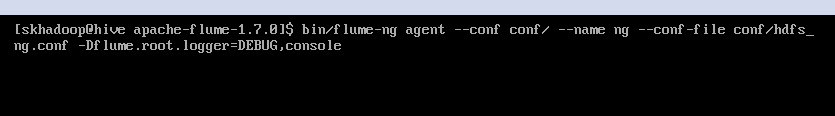 [skhadoop@hive apache-flume-1.7.0]$ bin/flume-ng agent --conf conf/ --name ng --conf-file conf/hdfs_
ng.conf -Dflume.root.logger=DEBUG,console